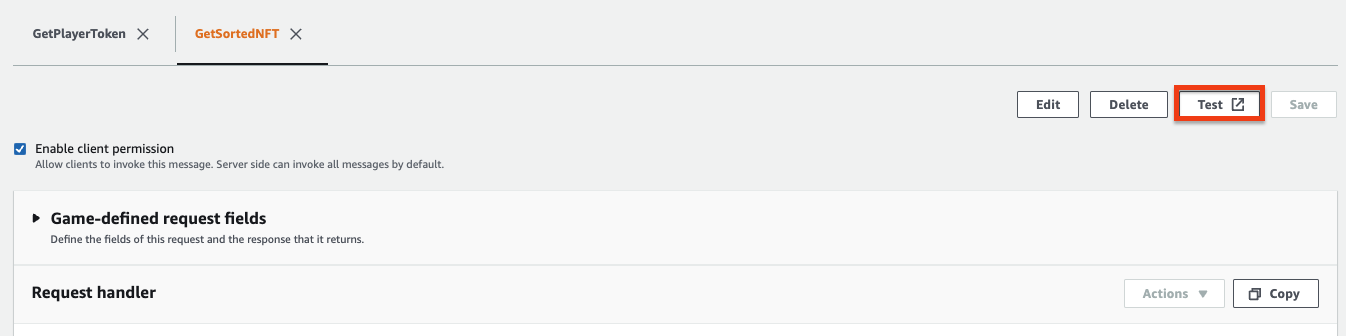 GetPlayerToken
GetSortedNFT
Edit Delete Test Save
Enable client permission
Allow clients to invoke this message. Server side can invoke all messages by default.
Game-defined request fields
Define the fields of this request and the response that it returns.
Request handler
Actions Copy